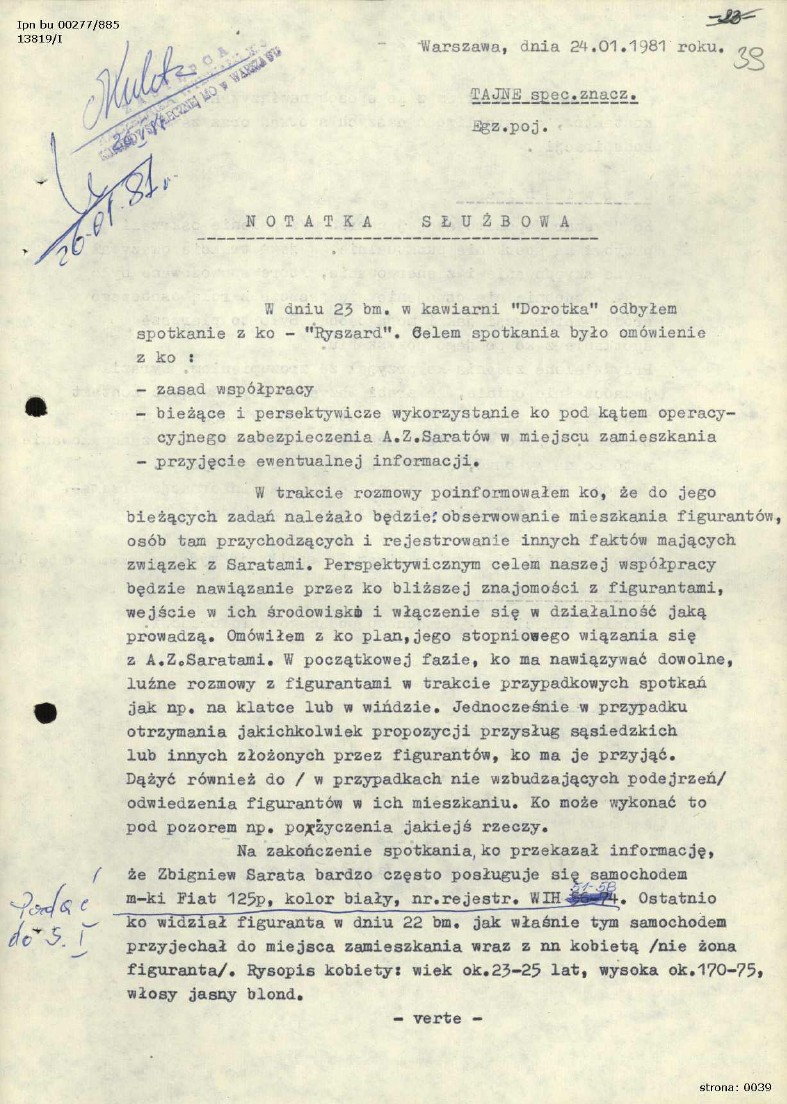 Ipn bu 00277/885
13819/I
33
Warszawa, dnia 24.01.1981 roku.
39
TAJNE spec.znacz.
Egz.poj.
26.01.81r.
NOTATKA SŁUŻBOWA
W dniu 23 bm. w kawiarni "Dorotka" odbyłem
spotkanie z ko - "Ryszard". Celem spotkania było omówienie
z ko :
- zasad współpracy
- bieżące i persektywicze wykorzystanie ko pod kątem operacy-
cyjnego zabezpieczenia A.Z.Saratów w miejscu zamieszkania
- przyjęcie ewentualnej informacji.
W trakcie rozmowy poinformowałem ko, że do jego
bieżących zadań należało będzie: obserwowanie mieszkania figurantów,
osób tam przychodzących i rejestrowanie innych faktów mających
związek z Saratami. Perspektywicznym celem naszej współpracy
będzie nawiązanie przez ko bliższej znajomości z figurantami,
wejście w ich środowisko i włączenie się w działalność jaką
prowadzą. Omówiłem z ko plan, jego stopniowego wiązania się
z A.Z.Saratami. W początkowej fazie, ko ma nawiązywać dowolne,
luźne rozmowy z figurantami w trakcie przypadkowych spotkań
jak np. na klatce lub w windzie. Jednocześnie w przypadku
otrzymania jakichkolwiek propozycji przysług sąsiedzkich
lub innych złożonych przez figurantów, ko ma je przyjąć.
Dążyć również do / w przypadkach nie wzbudzających podejrzeń/
odwiedzenia figurantów w ich mieszkaniu. Ko może wykonać to
pod pozorem np. pożyczenia jakiejś rzeczy.
Na zakończenie spotkania, ko przekazał informację,
że Zbigniew Sarata bardzo często posługuje się samochodem
51-58
m-ki Fiat 125p, kolor biały, nr.rejestr. WIH. Ostatnio
Podać
do S. I
ko widział figuranta w dniu 22 bm. jak właśnie tym samochodem
przyjechał do miejsca zamieszkania wraz z nn kobietą /nie żona
figuranta/. Rysopis kobiety: wiek ok.23-25 lat, wysoka ok.170-75,
włosy jasny blond.
- verte -
strona: 0039